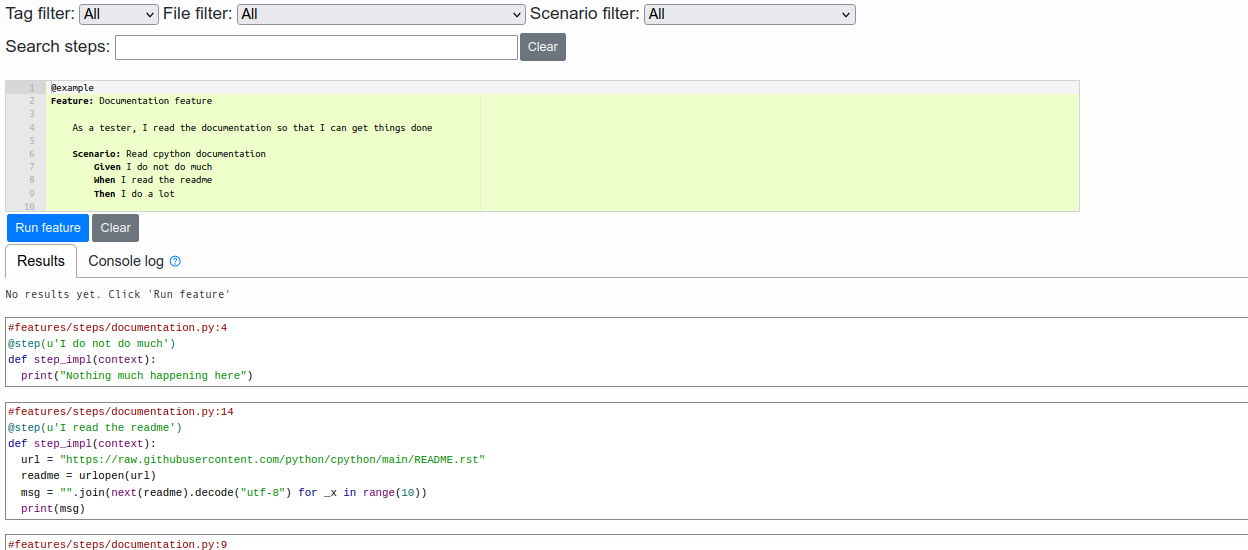 Tag filter: All File filter: All Scenario filter: All
Search steps: Clear
1 @example
2 Feature: Documentation feature
3
4 As a tester, I read the documentation so that I can get things done
5
6 Scenario: Read cpython documentation
7 Given I do not do much
8 When I read the readme
9 Then I do a lot
10
Run feature Clear
Results Console log ?
No results yet. Click 'Run feature'
#features/steps/documentation.py:4
@step(u'I do not do much')
def step_impl(context):
  print("Nothing much happening here")
#features/steps/documentation.py:14
@step(u'I read the readme')
def step_impl(context):
  url = "https://raw.githubusercontent.com/python/cpython/main/README.rst"
  readme = urlopen(url)
  msg = "".join(next(readme).decode("utf-8") for _x in range(10))
  print(msg)
#features/steps/documentation.py:9